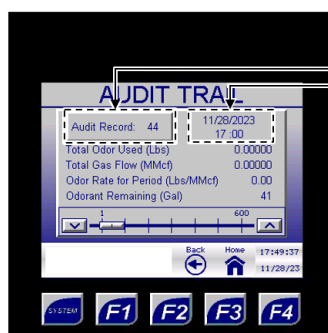 AUDIT TRAIL
Audit Record: 44
11/28/2023
17 :00
Total Odor Used (Lbs) 0.00000
Total Gas Flow (MMcf) 0.00000
Odor Rate for Period (Lbs/MMcf) 0.00
Odorant Remaining (Gal) 41
1 600
Back Home 17:49:37
11/28/23
SYSTEM F1 F2 F3 F4